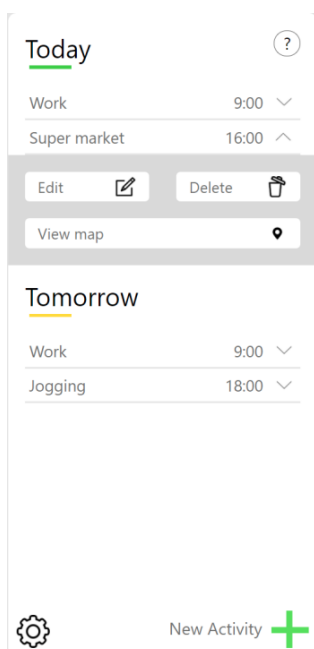 Today ?
Work 9:00
Super market 16:00
Edit Delete
View map
Tomorrow
Work 9:00
Jogging 18:00
New Activity